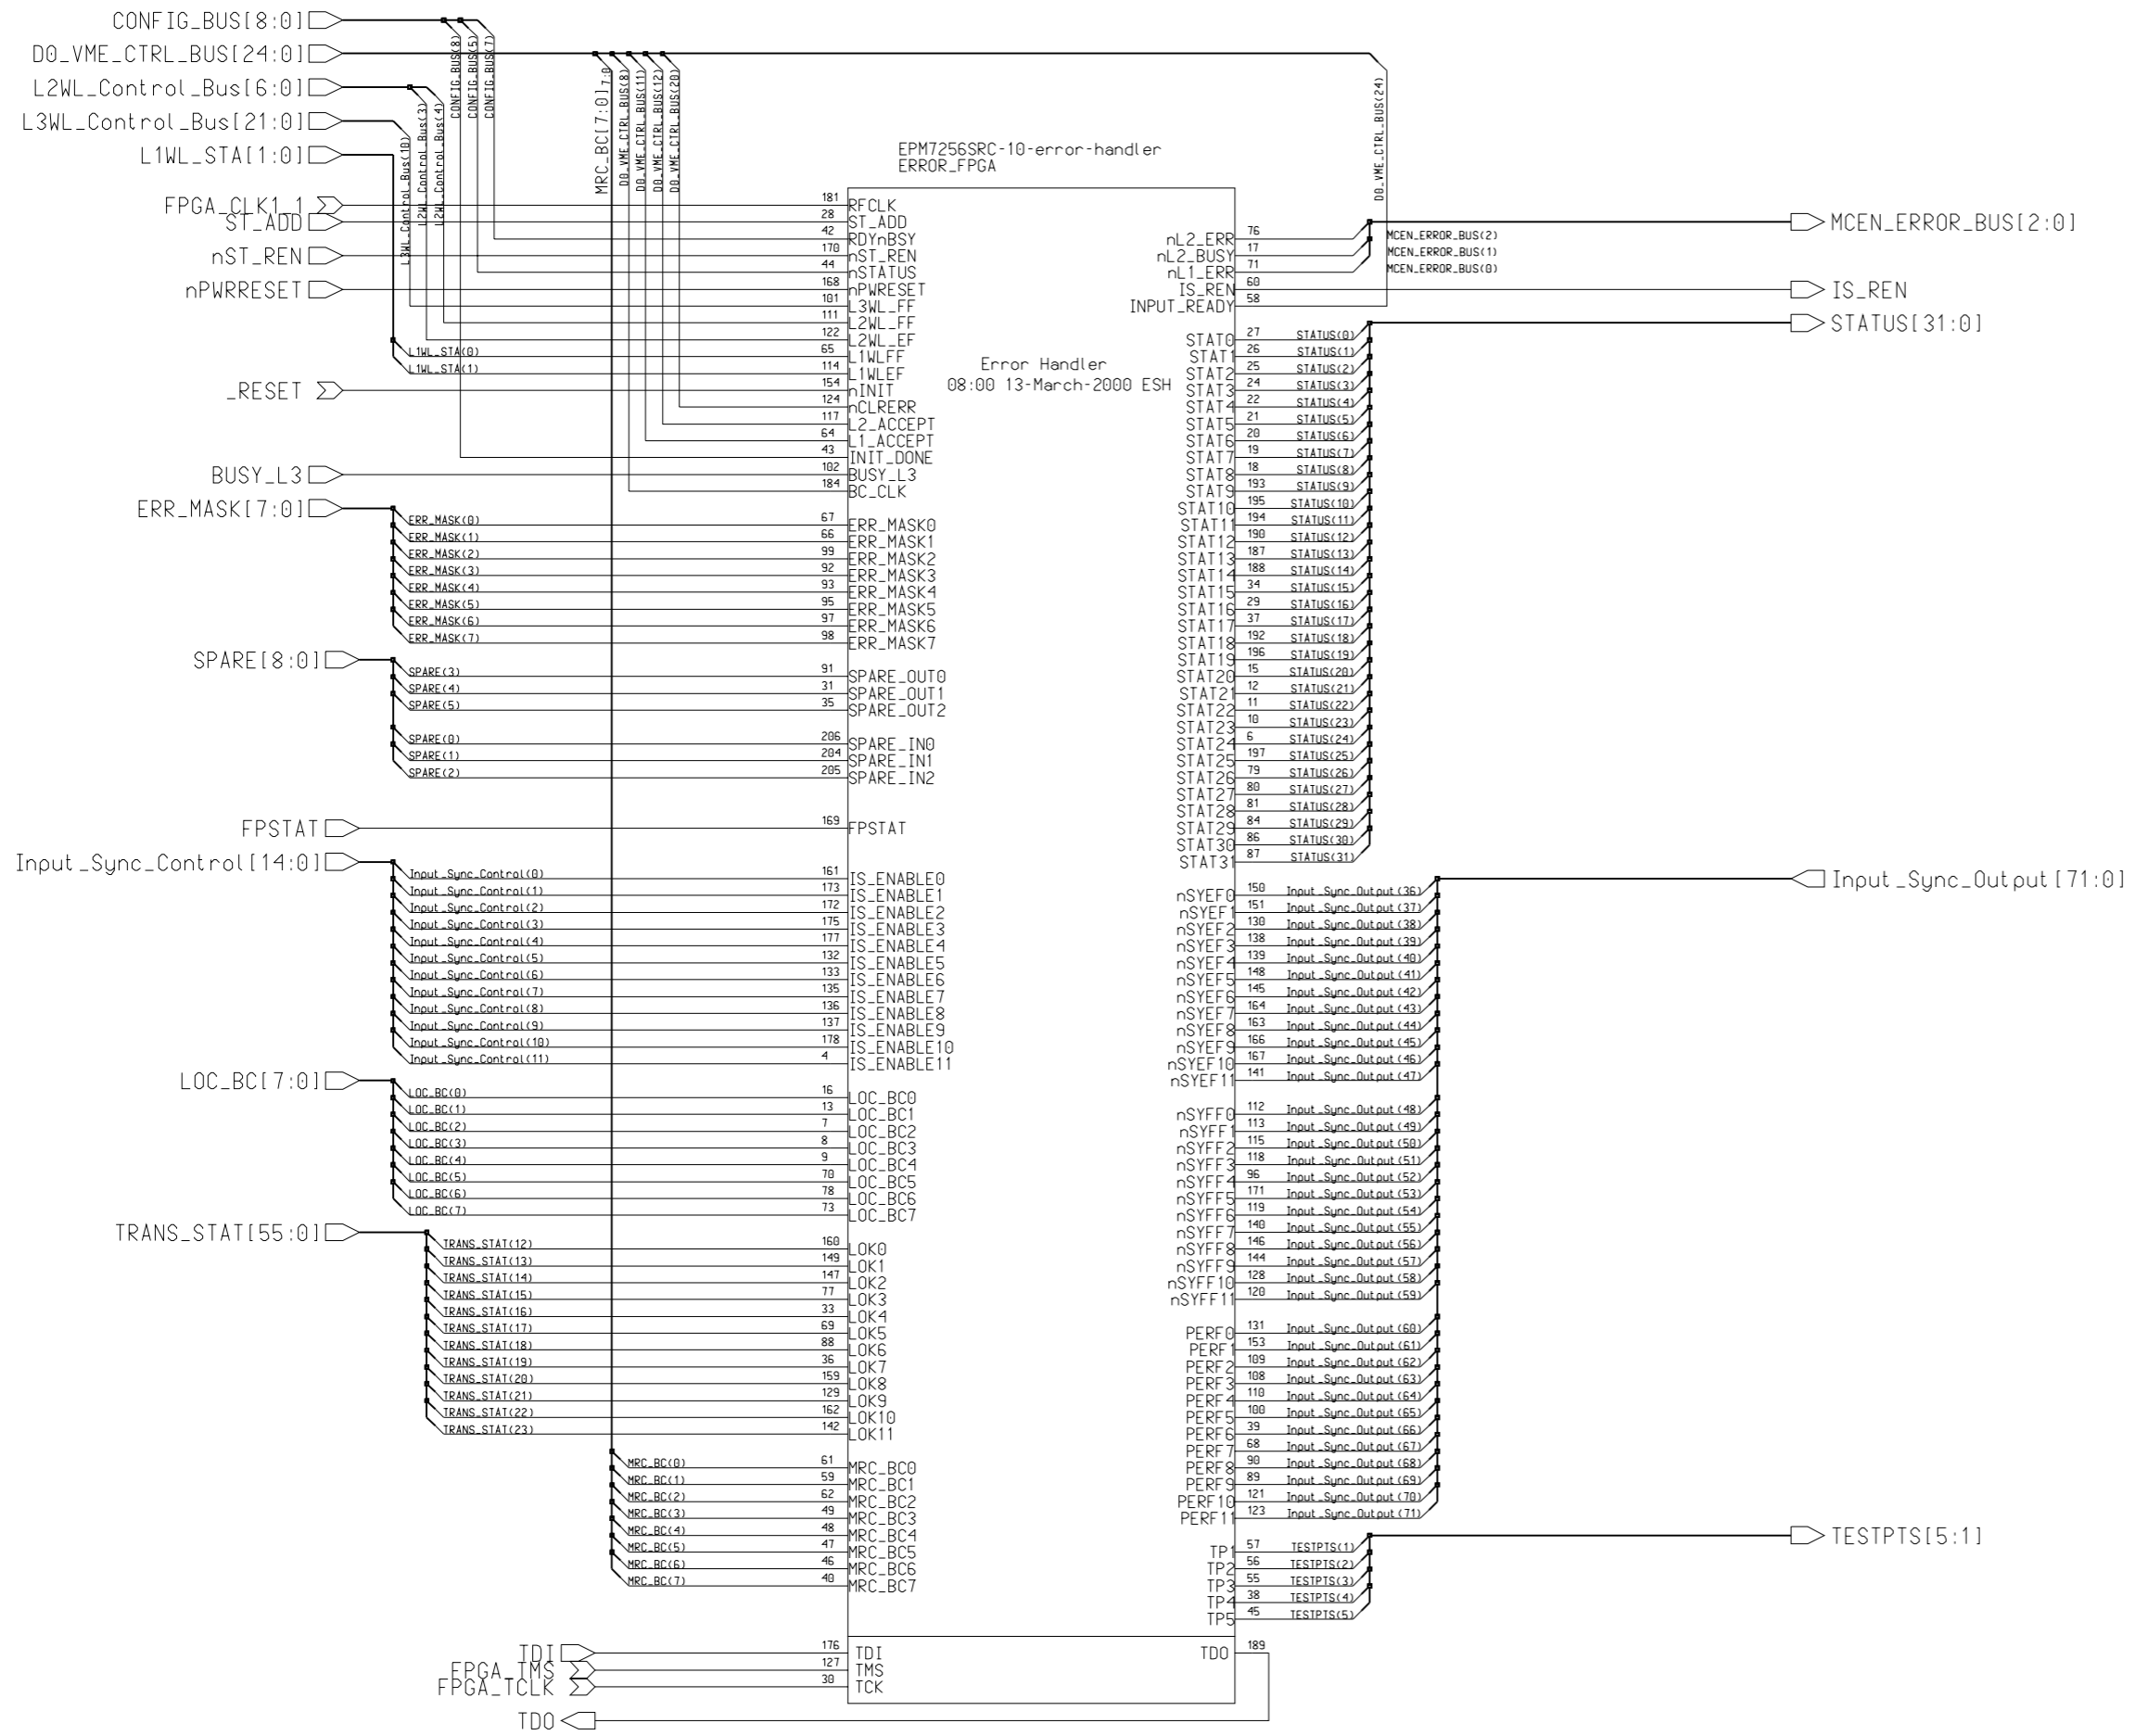 CONFIG_BUS[8:0]
D0_VME_CTRL_BUS[24:0]
L2WL_Control_Bus[6:0]
L3WL_Control_Bus[21:0]
L1WL_STA[1:0]
FPGA_CLK1_1
ST_ADD
nST_REN
nPWRRESET
_RESET
BUSY_L3
ERR_MASK[7:0]
SPARE[8:0]
FPSTAT
Input_Sync_Control[14:0]
LOC_BC[7:0]
TRANS_STAT[55:0]
TDI
FPGA_TMS
FPGA_TCLK
TDO
CONFIG_BUS(8)
CONFIG_BUS(5)
CONFIG_BUS(7)
L3WL_Control_Bus(10)
L2WL_Control_Bus(3)
L2WL_Control_Bus(4)
MRC_BC[7:0] 7:0
D0_VME_CTRL_BUS(8)
D0_VME_CTRL_BUS(11)
D0_VME_CTRL_BUS(12)
D0_VME_CTRL_BUS(20)
D0_VME_CTRL_BUS(24)
EPM7256SRC-10-error-handler
ERROR_FPGA
Error Handler
08:00 13-March-2000 ESH
181 RFCLK
28 ST_ADD
42 RDYnBSY
170 nST_REN
44 nSTATUS
168 nPWRESET
101 L3WL_FF
111 L2WL_FF
122 L2WL_EF
L1WL_STA(0) 65 L1WLFF
L1WL_STA(1) 114 L1WLEF
154 nINIT
124 nCLRERR
117 L2_ACCEPT
64 L1_ACCEPT
43 INIT_DONE
102 BUSY_L3
184 BC_CLK
ERR_MASK(0) 67 ERR_MASK0
ERR_MASK(1) 66 ERR_MASK1
ERR_MASK(2) 99 ERR_MASK2
ERR_MASK(3) 92 ERR_MASK3
ERR_MASK(4) 93 ERR_MASK4
ERR_MASK(5) 95 ERR_MASK5
ERR_MASK(6) 97 ERR_MASK6
ERR_MASK(7) 98 ERR_MASK7
SPARE(3) 91 SPARE_OUT0
SPARE(4) 31 SPARE_OUT1
SPARE(5) 35 SPARE_OUT2
SPARE(0) 206 SPARE_IN0
SPARE(1) 204 SPARE_IN1
SPARE(2) 205 SPARE_IN2
169 FPSTAT
Input_Sync_Control(0) 161 IS_ENABLE0
Input_Sync_Control(1) 173 IS_ENABLE1
Input_Sync_Control(2) 172 IS_ENABLE2
Input_Sync_Control(3) 175 IS_ENABLE3
Input_Sync_Control(4) 177 IS_ENABLE4
Input_Sync_Control(5) 132 IS_ENABLE5
Input_Sync_Control(6) 133 IS_ENABLE6
Input_Sync_Control(7) 135 IS_ENABLE7
Input_Sync_Control(8) 136 IS_ENABLE8
Input_Sync_Control(9) 137 IS_ENABLE9
Input_Sync_Control(10) 178 IS_ENABLE10
Input_Sync_Control(11) 4 IS_ENABLE11
LOC_BC(0) 16 LOC_BC0
LOC_BC(1) 13 LOC_BC1
LOC_BC(2) 7 LOC_BC2
LOC_BC(3) 8 LOC_BC3
LOC_BC(4) 9 LOC_BC4
LOC_BC(5) 70 LOC_BC5
LOC_BC(6) 78 LOC_BC6
LOC_BC(7) 73 LOC_BC7
TRANS_STAT(12) 160 LOK0
TRANS_STAT(13) 149 LOK1
TRANS_STAT(14) 147 LOK2
TRANS_STAT(15) 77 LOK3
TRANS_STAT(16) 33 LOK4
TRANS_STAT(17) 69 LOK5
TRANS_STAT(18) 88 LOK6
TRANS_STAT(19) 36 LOK7
TRANS_STAT(20) 159 LOK8
TRANS_STAT(21) 129 LOK9
TRANS_STAT(22) 162 LOK10
TRANS_STAT(23) 142 LOK11
MRC_BC(0) 61 MRC_BC0
MRC_BC(1) 59 MRC_BC1
MRC_BC(2) 62 MRC_BC2
MRC_BC(3) 49 MRC_BC3
MRC_BC(4) 48 MRC_BC4
MRC_BC(5) 47 MRC_BC5
MRC_BC(6) 46 MRC_BC6
MRC_BC(7) 40 MRC_BC7
176 TDI
127 TMS
30 TCK
nL2_ERR 76 MCEN_ERROR_BUS(2)
nL2_BUSY 17 MCEN_ERROR_BUS(1)
nL1_ERR 71 MCEN_ERROR_BUS(0)
IS_REN 60
INPUT_READY 58
STAT0 27 STATUS(0)
STAT1 26 STATUS(1)
STAT2 25 STATUS(2)
STAT3 24 STATUS(3)
STAT4 22 STATUS(4)
STAT5 21 STATUS(5)
STAT6 20 STATUS(6)
STAT7 19 STATUS(7)
STAT8 18 STATUS(8)
STAT9 193 STATUS(9)
STAT10 195 STATUS(10)
STAT11 194 STATUS(11)
STAT12 190 STATUS(12)
STAT13 187 STATUS(13)
STAT14 188 STATUS(14)
STAT15 34 STATUS(15)
STAT16 29 STATUS(16)
STAT17 37 STATUS(17)
STAT18 192 STATUS(18)
STAT19 196 STATUS(19)
STAT20 15 STATUS(20)
STAT21 12 STATUS(21)
STAT22 11 STATUS(22)
STAT23 10 STATUS(23)
STAT24 6 STATUS(24)
STAT25 197 STATUS(25)
STAT26 79 STATUS(26)
STAT27 80 STATUS(27)
STAT28 81 STATUS(28)
STAT29 84 STATUS(29)
STAT30 86 STATUS(30)
STAT31 87 STATUS(31)
nSYEF0 150 Input_Sync_Output(36)
nSYEF1 151 Input_Sync_Output(37)
nSYEF2 130 Input_Sync_Output(38)
nSYEF3 138 Input_Sync_Output(39)
nSYEF4 139 Input_Sync_Output(40)
nSYEF5 148 Input_Sync_Output(41)
nSYEF6 145 Input_Sync_Output(42)
nSYEF7 164 Input_Sync_Output(43)
nSYEF8 163 Input_Sync_Output(44)
nSYEF9 166 Input_Sync_Output(45)
nSYEF10 167 Input_Sync_Output(46)
nSYEF11 141 Input_Sync_Output(47)
nSYFF0 112 Input_Sync_Output(48)
nSYFF1 113 Input_Sync_Output(49)
nSYFF2 115 Input_Sync_Output(50)
nSYFF3 118 Input_Sync_Output(51)
nSYFF4 96 Input_Sync_Output(52)
nSYFF5 171 Input_Sync_Output(53)
nSYFF6 119 Input_Sync_Output(54)
nSYFF7 140 Input_Sync_Output(55)
nSYFF8 146 Input_Sync_Output(56)
nSYFF9 144 Input_Sync_Output(57)
nSYFF10 128 Input_Sync_Output(58)
nSYFF11 120 Input_Sync_Output(59)
PERF0 131 Input_Sync_Output(60)
PERF1 153 Input_Sync_Output(61)
PERF2 109 Input_Sync_Output(62)
PERF3 108 Input_Sync_Output(63)
PERF4 110 Input_Sync_Output(64)
PERF5 100 Input_Sync_Output(65)
PERF6 39 Input_Sync_Output(66)
PERF7 68 Input_Sync_Output(67)
PERF8 90 Input_Sync_Output(68)
PERF9 89 Input_Sync_Output(69)
PERF10 121 Input_Sync_Output(70)
PERF11 123 Input_Sync_Output(71)
TP1 57 TESTPTS(1)
TP2 56 TESTPTS(2)
TP3 55 TESTPTS(3)
TP4 38 TESTPTS(4)
TP5 45 TESTPTS(5)
TDO 189
MCEN_ERROR_BUS[2:0]
IS_REN
STATUS[31:0]
Input_Sync_Output[71:0]
TESTPTS[5:1]